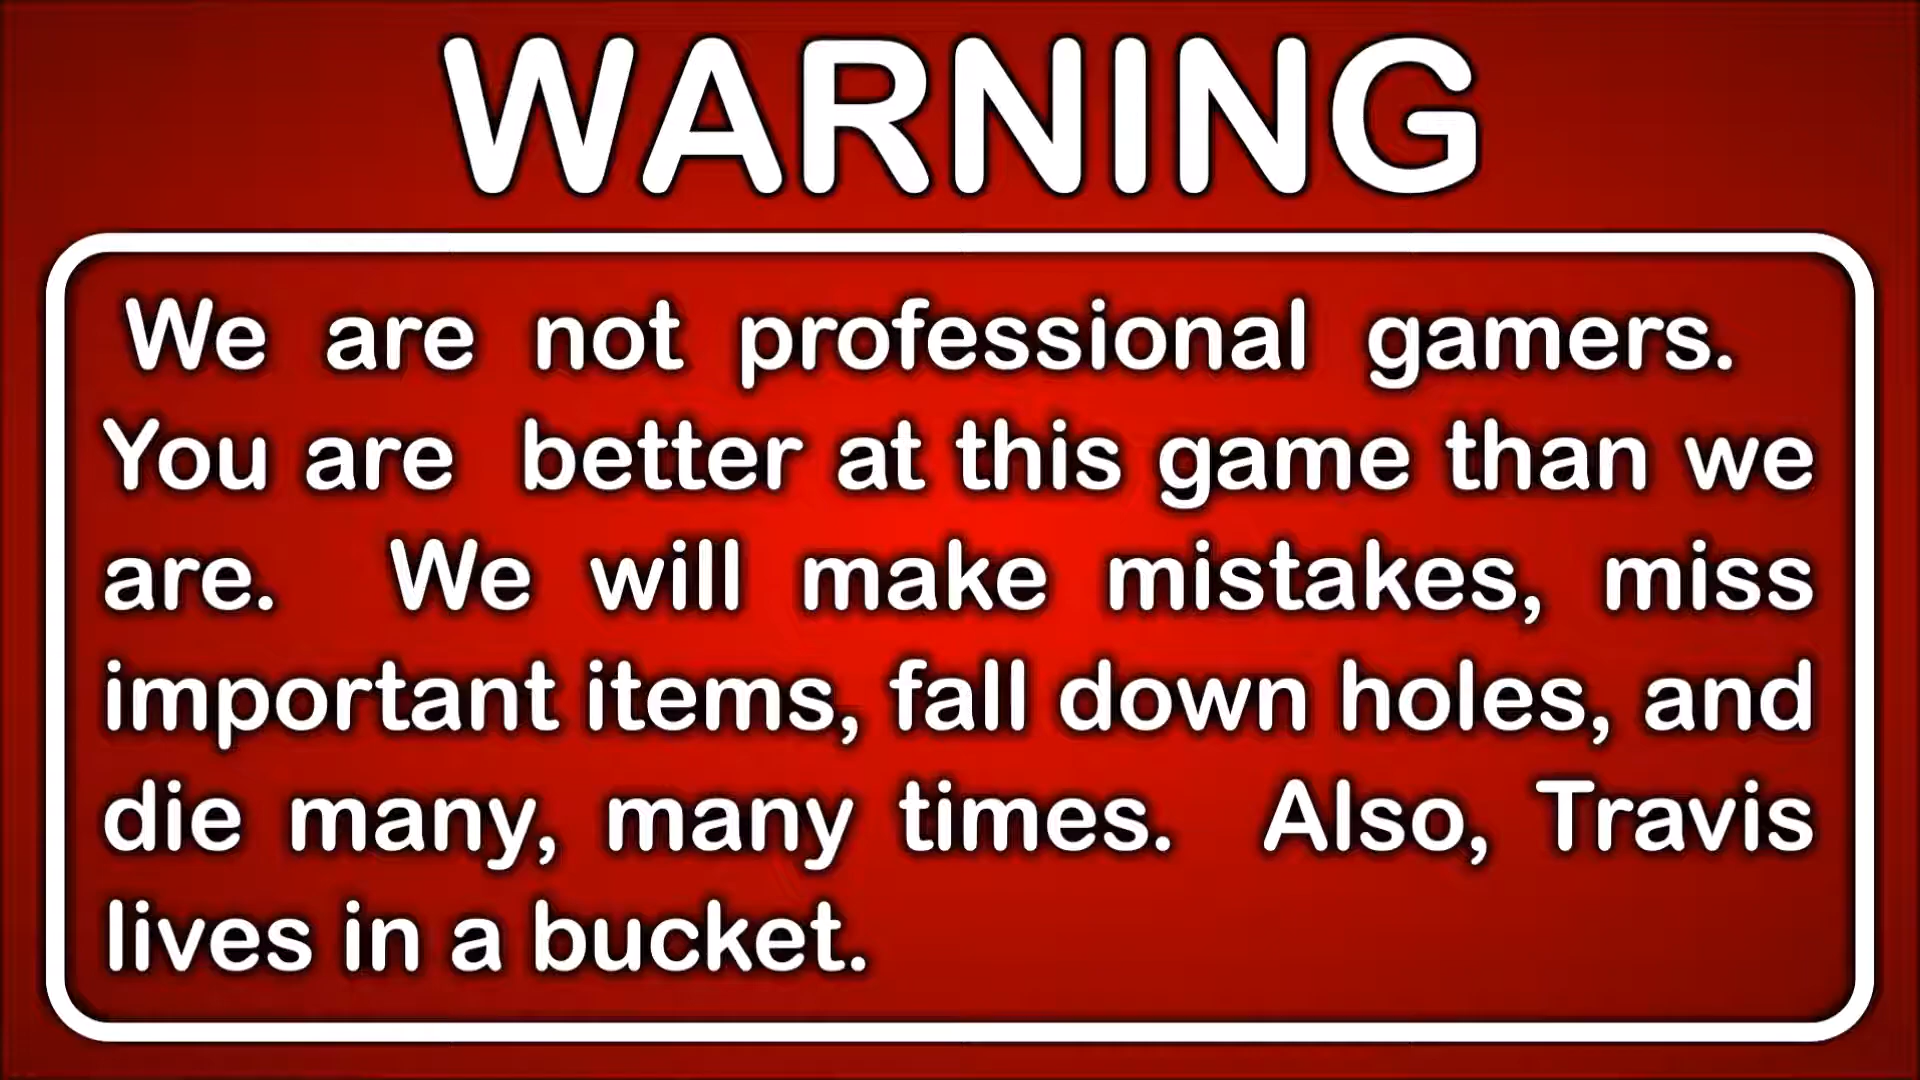 WARNING
We are not professional gamers.
You are better at this game than we
are. We will make mistakes, miss
important items, fall down holes, and
die many, many times. Also, Travis
lives in a bucket.